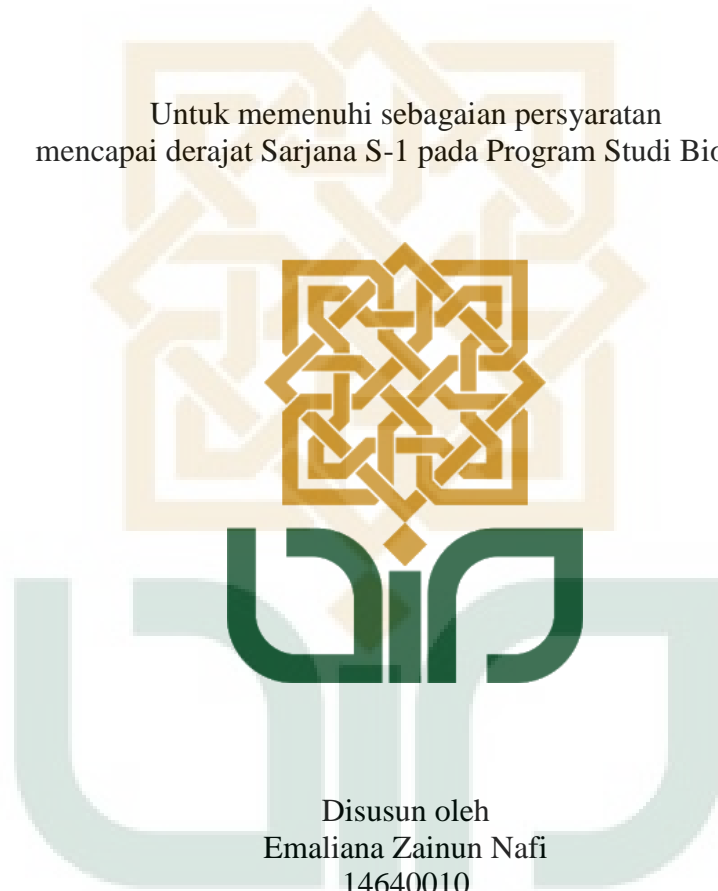 Untuk memenuhi sebagaian persyaratan
mencapai derajat Sarjana S-1 pada Program Studi
Disusun oleh
Emaliana Zainun Nafi
14640010